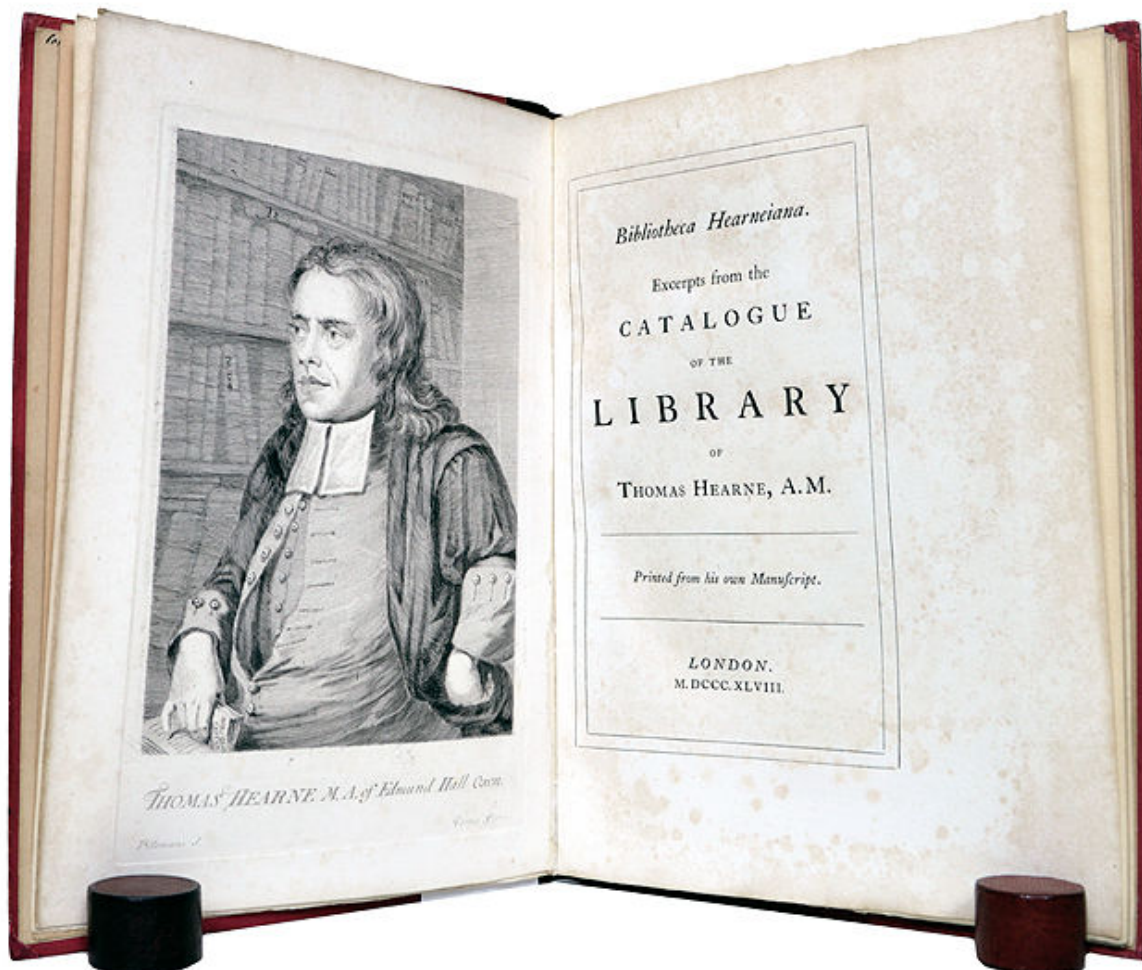 THOMAS HEARNE M.A. of Edmund Hall Oxon.
Bibliotheca Hearneiana.
Excerpts from the
CATALOGUE
OF THE
LIBRARY
OF
THOMAS HEARNE, A.M.
Printed from his own Manuſcript.
LONDON.
M.DCCC.XLVIII.